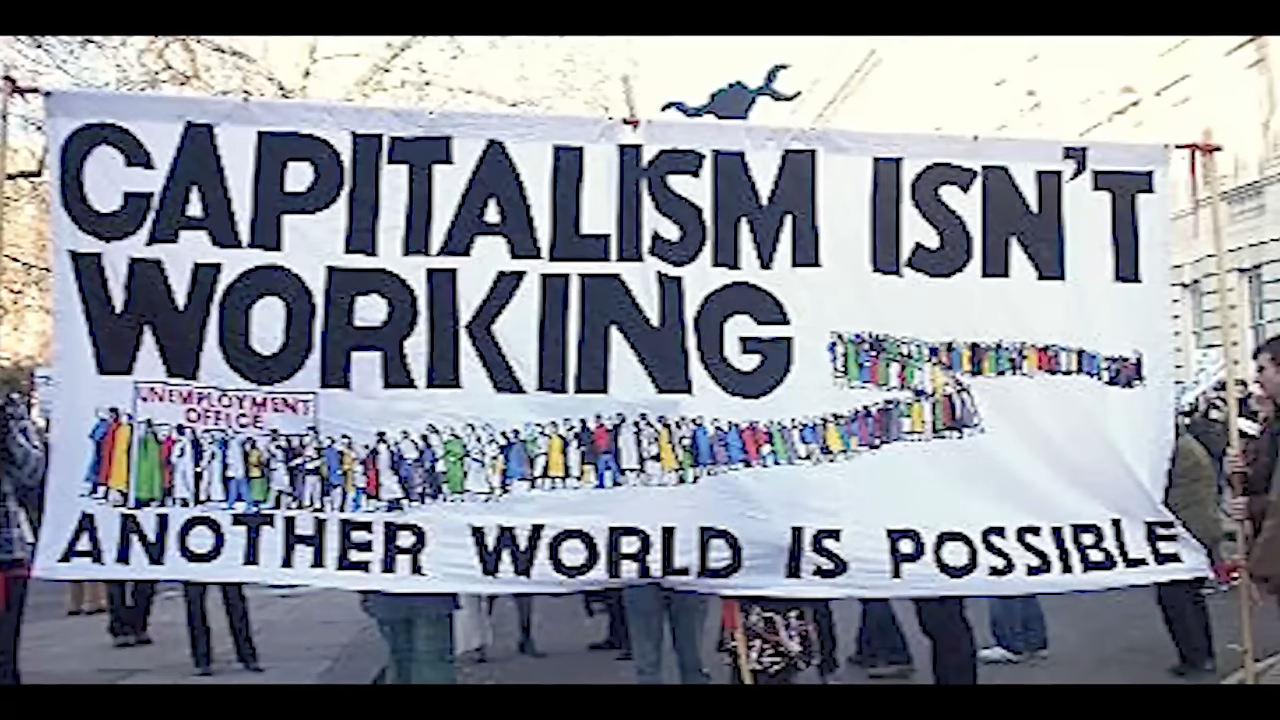 CAPITALISM ISN'T
WORKING
UNEMPLOYMENT
OFFICE
ANOTHER WORLD IS POSSIBLE